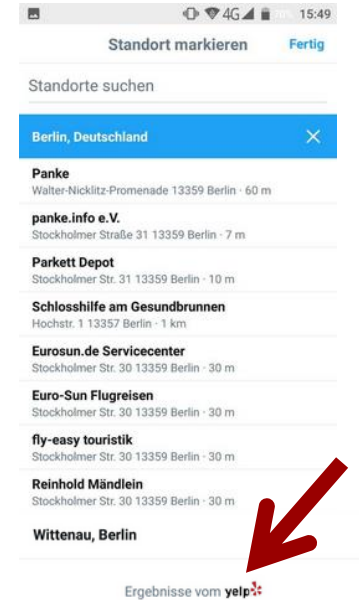 4G 15:49
Standort markieren Fertig
Standorte suchen
Berlin, Deutschland
Panke
Walter-Nicklitz-Promenade 13359 Berlin · 60 m
panke.info e.V.
Stockholmer Straße 31 13359 Berlin · 7 m
Parkett Depot
Stockholmer Str. 31 13359 Berlin · 10 m
Schlosshilfe am Gesundbrunnen
Hochstr. 1 13357 Berlin · 1 km
Eurosun.de Servicecenter
Stockholmer Str. 30 13359 Berlin · 30 m
Euro-Sun Flugreisen
Stockholmer Str. 30 13359 Berlin · 30 m
fly-easy touristik
Stockholmer Str. 30 13359 Berlin · 30 m
Reinhold Mändlein
Stockholmer Str. 30 13359 Berlin · 30 m
Wittenau, Berlin
Ergebnisse vom yelp